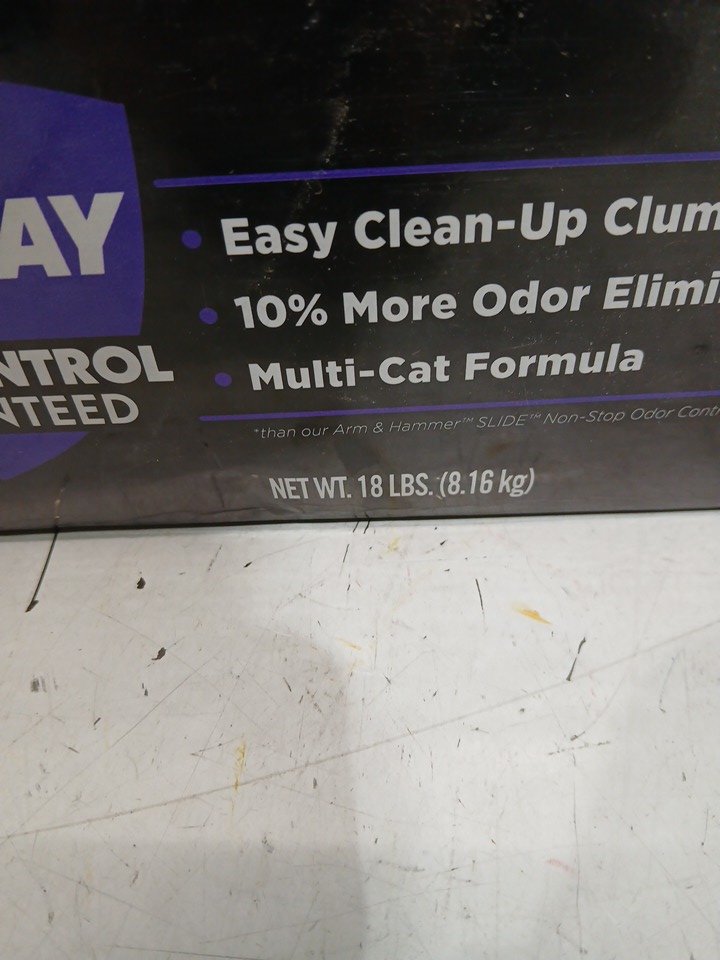 AY
NTROL
NTEED
• Easy Clean-Up Clum
• 10% More Odor Elimi
• Multi-Cat Formula
*than our Arm & Hammer™ SLIDE™ Non-Stop Odor Cont
NET WT. 18 LBS. (8.16 kg)